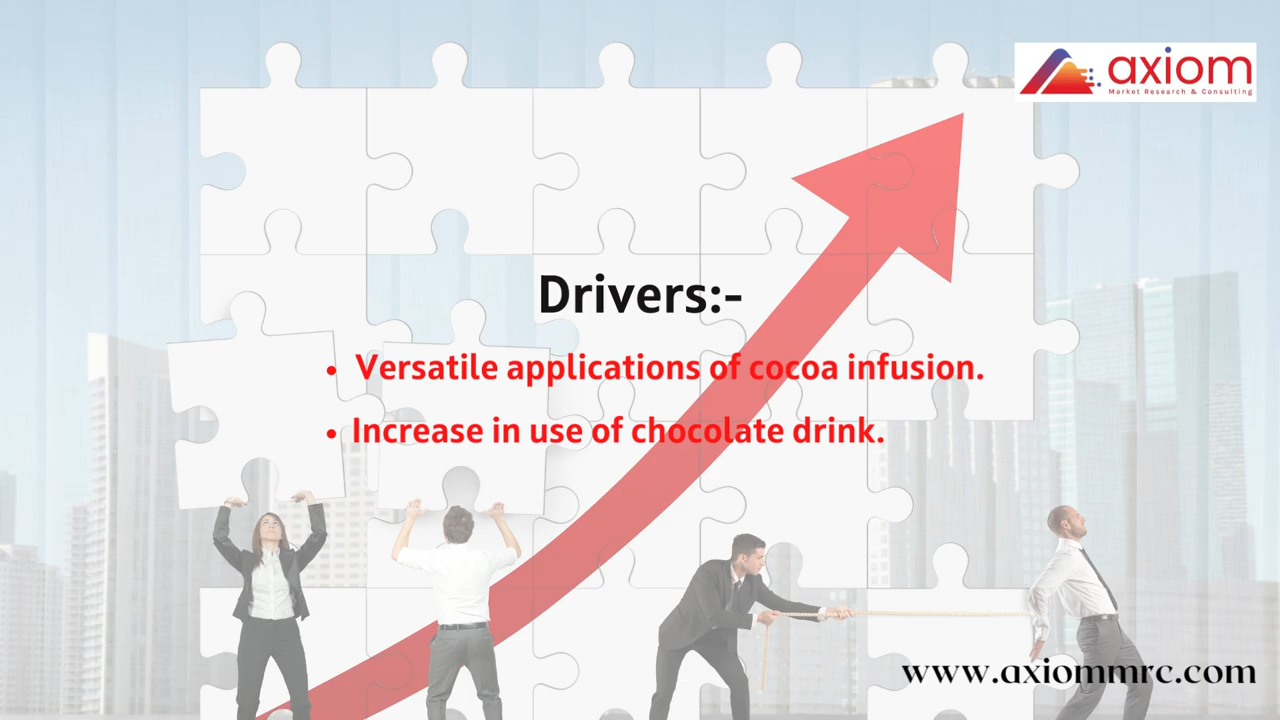 axiom
Market Research & Consulting
Drivers:-
• Versatile applications of cocoa infusion.
• Increase in use of chocolate drink.
www.axiommrc.com